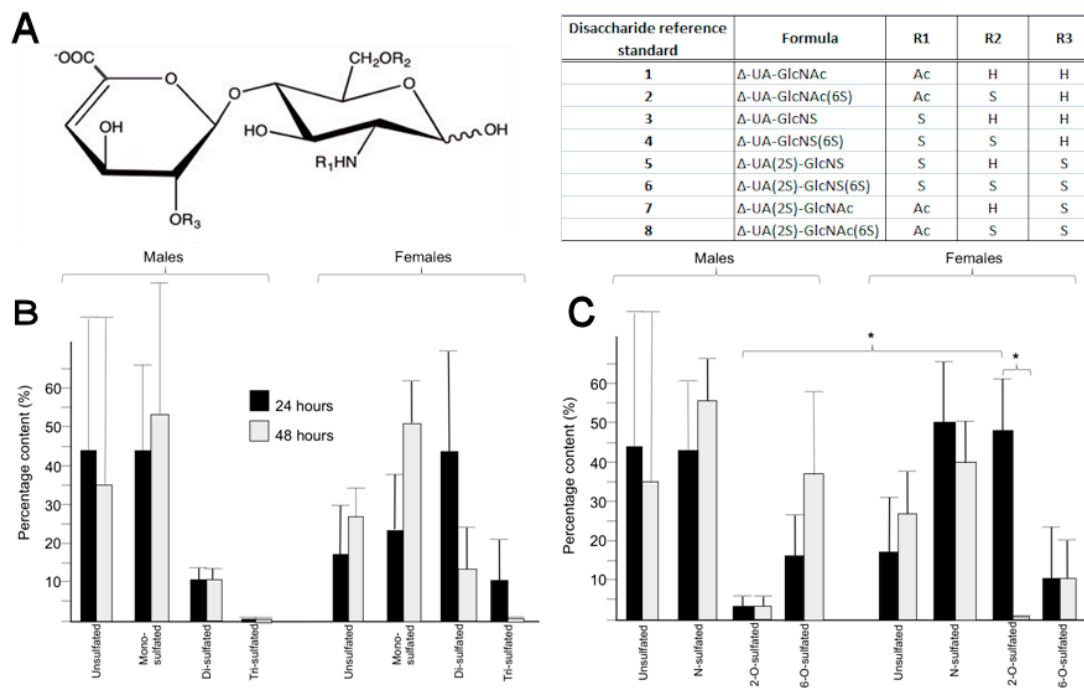 A
⁻OOC
O
O
OH
OR₃
CH₂OR₂
O
HO
R₁HN
OH
Disaccharide reference standard Formula R1 R2 R3
1 Δ-UA-GlcNAc Ac H H
2 Δ-UA-GlcNAc(6S) Ac S H
3 Δ-UA-GlcNS S H H
4 Δ-UA-GlcNS(6S) S S H
5 Δ-UA(2S)-GlcNS S H S
6 Δ-UA(2S)-GlcNS(6S) S S S
7 Δ-UA(2S)-GlcNAc Ac H S
8 Δ-UA(2S)-GlcNAc(6S) Ac S S
Males
Females
B
Percentage content (%)
60
50
40
30
20
10
24 hours
48 hours
Unsulfated
Mono-
sulfated
Di-sulfated
Tri-sulfated
Unsulfated
Mono-
sulfated
Di-sulfated
Tri-sulfated
Males
Females
C
*
*
Percentage content (%)
60
50
40
30
20
10
Unsulfated
N-sulfated
2-O-sulfated
6-O-sulfated
Unsulfated
N-sulfated
2-O-sulfated
6-O-sulfated